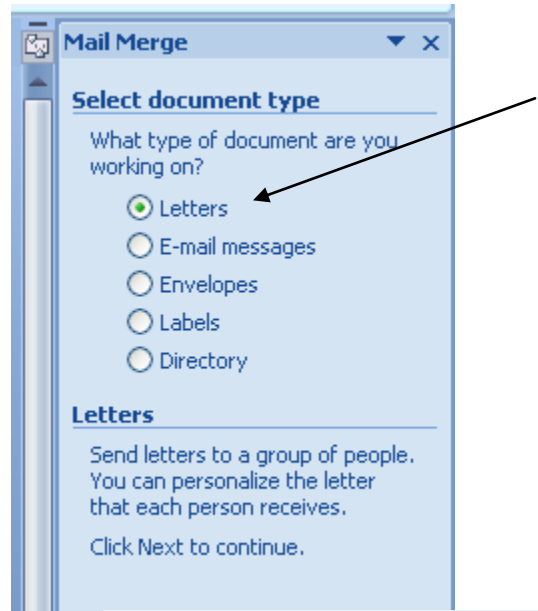 Mail Merge
Select document type
What type of document are you
working on?
Letters
E-mail messages
Envelopes
Labels
Directory
Letters
Send letters to a group of people.
You can personalize the letter
that each person receives.
Click Next to continue.